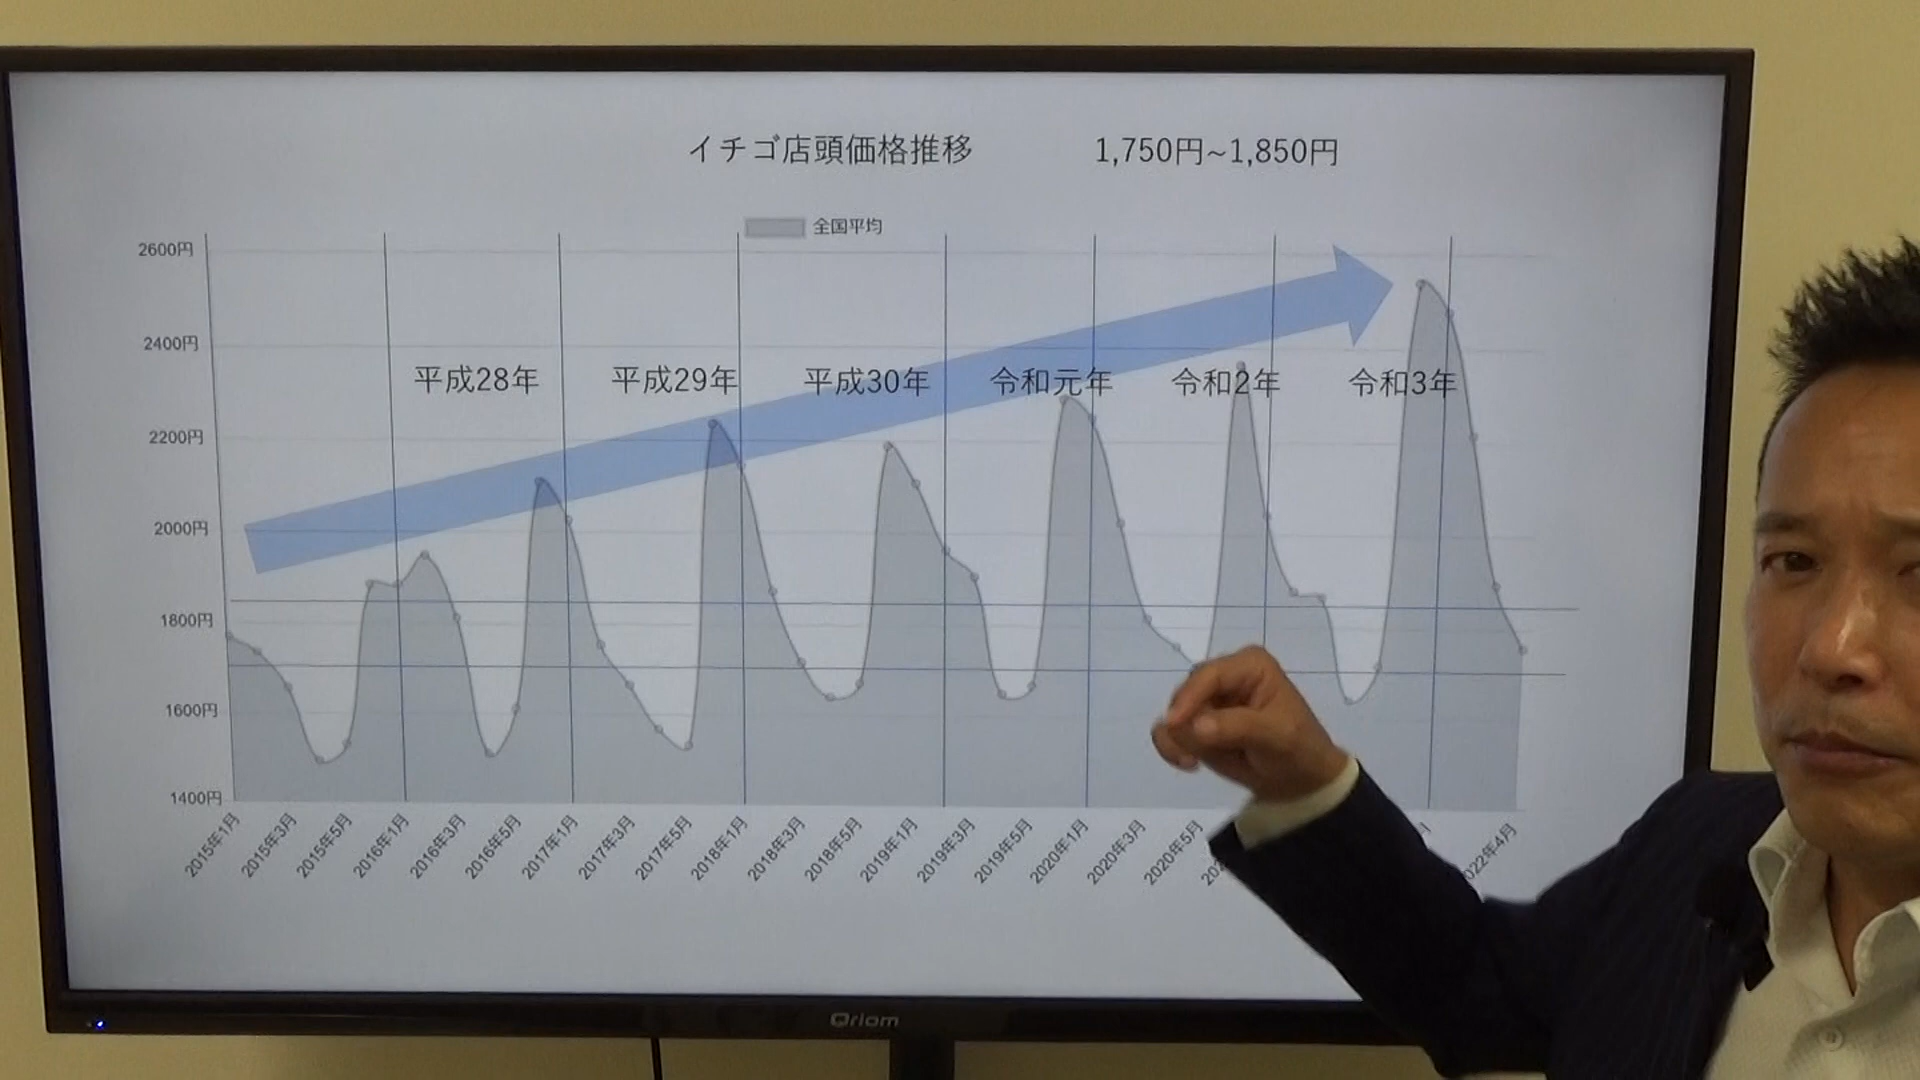 イチゴ店頭価格推移 1,750円~1,850円
全国平均
2600円
2400円
2200円
2000円
1800円
1600円
1400円
平成28年 平成29年 平成30年 令和元年 令和2年 令和3年
2015年1月 2015年3月 2015年5月 2016年1月 2016年3月 2016年5月 2017年1月 2017年3月 2017年5月 2018年1月 2018年3月 2018年5月 2019年1月 2019年3月 2019年5月 2020年1月 2020年3月 2020年5月 022年4月
Qriom